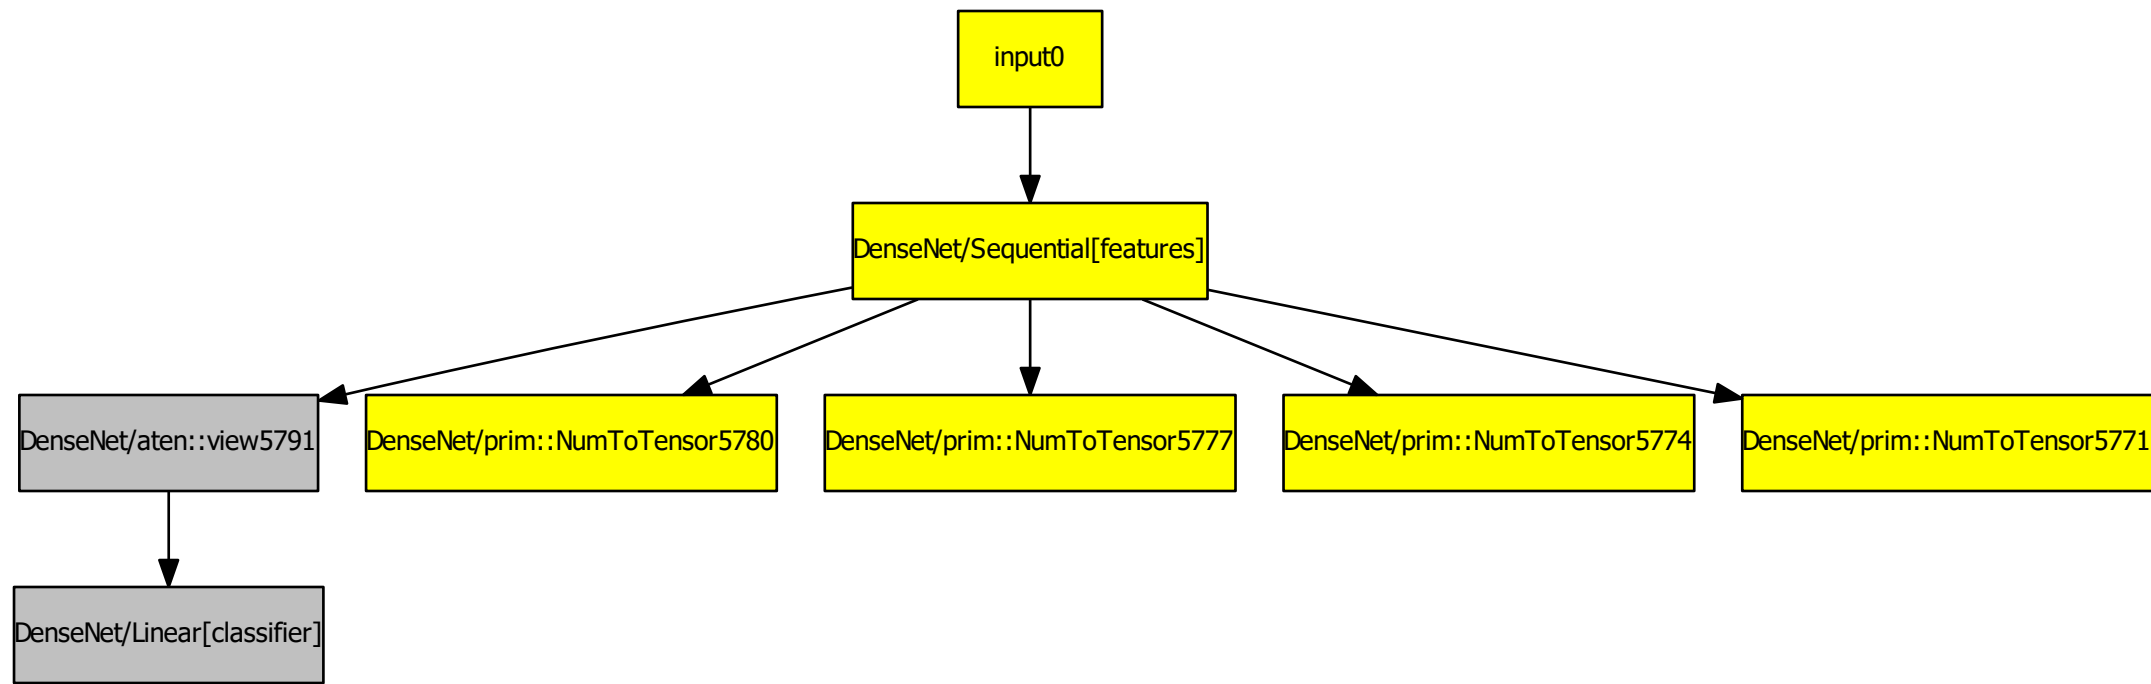 input0
DenseNet/Sequential[features]
DenseNet/aten::view5791
DenseNet/prim::NumToTensor5780
DenseNet/prim::NumToTensor5777
DenseNet/prim::NumToTensor5774
DenseNet/prim::NumToTensor5771
DenseNet/Linear[classifier]